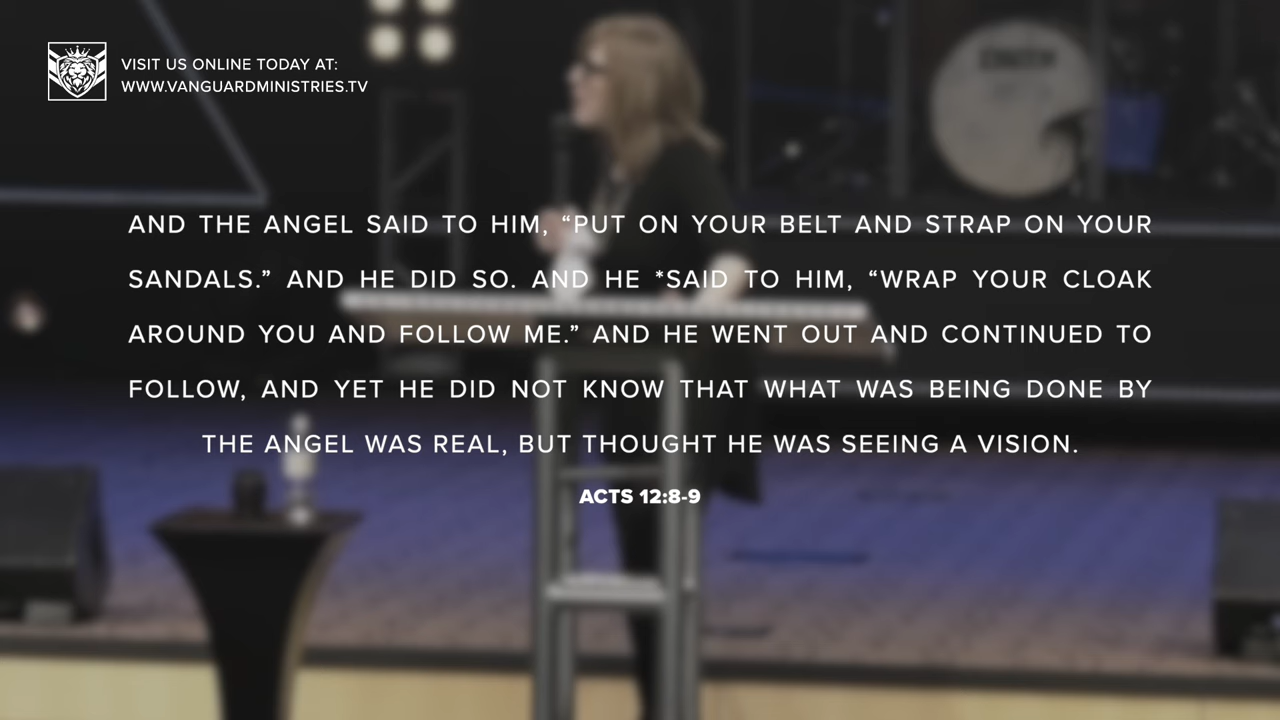 VISIT US ONLINE TODAY AT:
WWW.VANGUARDMINISTRIES.TV
AND THE ANGEL SAID TO HIM, “PUT ON YOUR BELT AND STRAP ON YOUR
SANDALS.” AND HE DID SO. AND HE *SAID TO HIM, “WRAP YOUR CLOAK
AROUND YOU AND FOLLOW ME.” AND HE WENT OUT AND CONTINUED TO
FOLLOW, AND YET HE DID NOT KNOW THAT WHAT WAS BEING DONE BY
THE ANGEL WAS REAL, BUT THOUGHT HE WAS SEEING A VISION.
ACTS 12:8-9